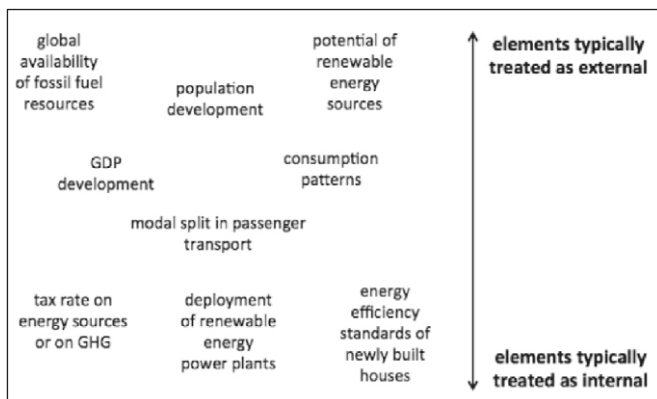 global
availability
of fossil fuel
resources
population
development
potential of
renewable
energy
sources
elements typically
treated as external
GDP
development
consumption
patterns
modal split in passenger
transport
tax rate on
energy sources
or on GHG
deployment
of renewable
energy
power plants
energy
efficiency
standards of
newly built
houses
elements typically
treated as internal